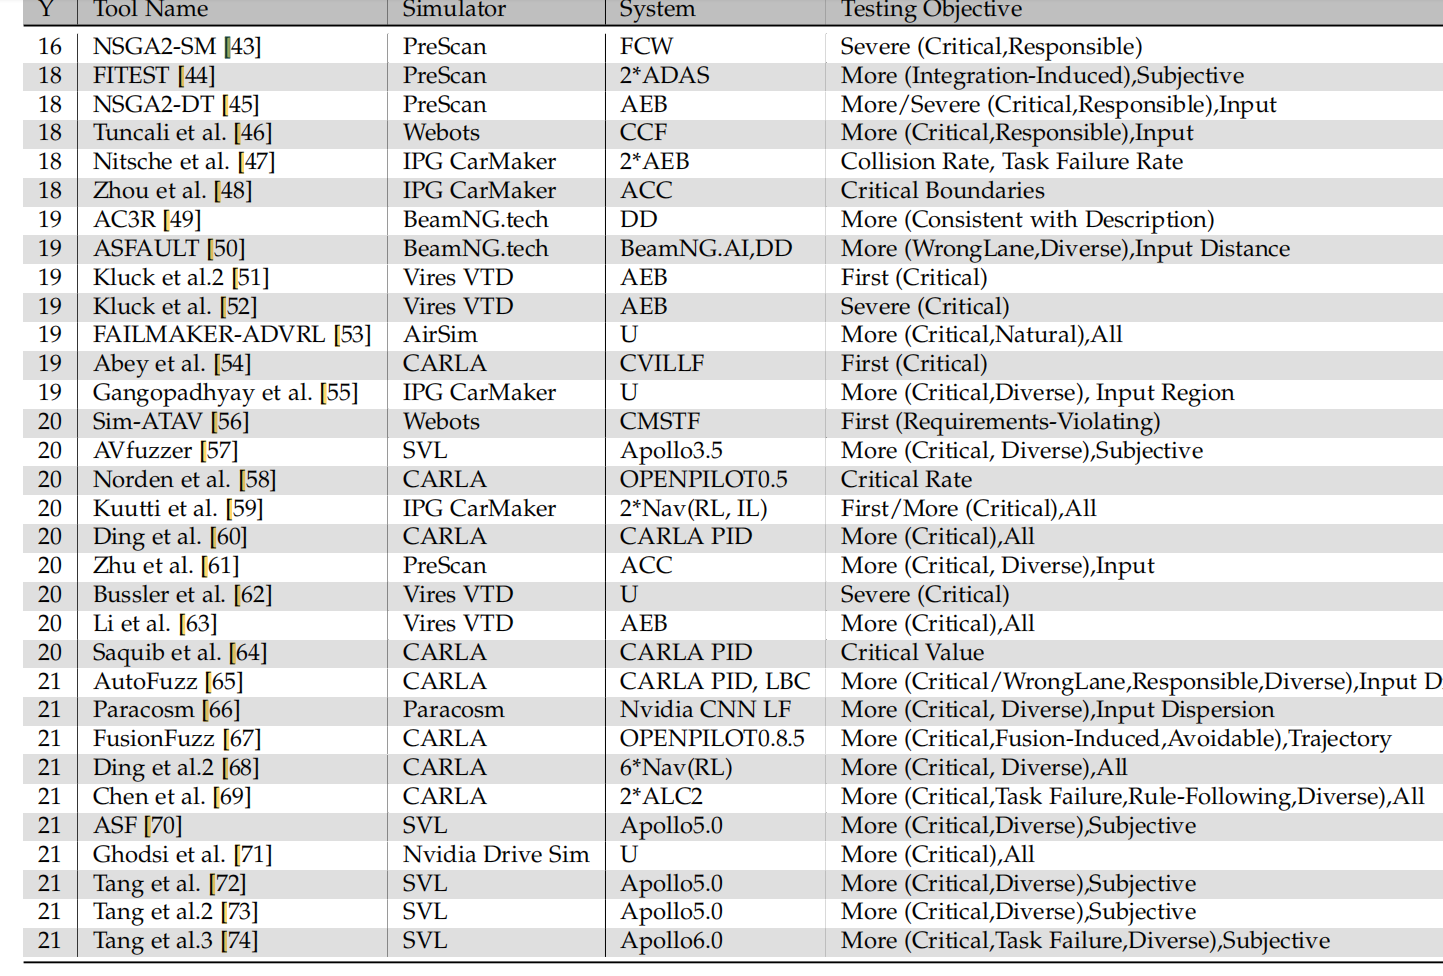 Y Tool Name Simulator System Testing Objective
16 NSGA2-SM [43] PreScan FCW Severe (Critical,Responsible)
18 FITEST [44] PreScan 2*ADAS More (Integration-Induced),Subjective
18 NSGA2-DT [45] PreScan AEB More/Severe (Critical,Responsible),Input
18 Tuncali et al. [46] Webots CCF More (Critical,Responsible),Input
18 Nitsche et al. [47] IPG CarMaker 2*AEB Collision Rate, Task Failure Rate
18 Zhou et al. [48] IPG CarMaker ACC Critical Boundaries
19 AC3R [49] BeamNG.tech DD More (Consistent with Description)
19 ASFAULT [50] BeamNG.tech BeamNG.AI,DD More (WrongLane,Diverse),Input Distance
19 Kluck et al.2 [51] Vires VTD AEB First (Critical)
19 Kluck et al. [52] Vires VTD AEB Severe (Critical)
19 FAILMAKER-ADVRL [53] AirSim U More (Critical,Natural),All
19 Abey et al. [54] CARLA CVILLF First (Critical)
19 Gangopadhyay et al. [55] IPG CarMaker U More (Critical,Diverse), Input Region
20 Sim-ATAV [56] Webots CMSTF First (Requirements-Violating)
20 AVfuzzer [57] SVL Apollo3.5 More (Critical, Diverse),Subjective
20 Norden et al. [58] CARLA OPENPILOT0.5 Critical Rate
20 Kuutti et al. [59] IPG CarMaker 2*Nav(RL, IL) First/More (Critical),All
20 Ding et al. [60] CARLA CARLA PID More (Critical),All
20 Zhu et al. [61] PreScan ACC More (Critical, Diverse),Input
20 Bussler et al. [62] Vires VTD U Severe (Critical)
20 Li et al. [63] Vires VTD AEB More (Critical),All
20 Saquib et al. [64] CARLA CARLA PID Critical Value
21 AutoFuzz [65] CARLA CARLA PID, LBC More (Critical/WrongLane,Responsible,Diverse),Input
21 Paracosm [66] Paracosm Nvidia CNN LF More (Critical, Diverse),Input Dispersion
21 FusionFuzz [67] CARLA OPENPILOT0.8.5 More (Critical,Fusion-Induced,Avoidable),Trajectory
21 Ding et al.2 [68] CARLA 6*Nav(RL) More (Critical, Diverse),All
21 Chen et al. [69] CARLA 2*ALC2 More (Critical,Task Failure,Rule-Following,Diverse),All
21 ASF [70] SVL Apollo5.0 More (Critical,Diverse),Subjective
21 Ghodsi et al. [71] Nvidia Drive Sim U More (Critical),All
21 Tang et al. [72] SVL Apollo5.0 More (Critical,Diverse),Subjective
21 Tang et al.2 [73] SVL Apollo5.0 More (Critical,Diverse),Subjective
21 Tang et al.3 [74] SVL Apollo6.0 More (Critical,Task Failure,Diverse),Subjective